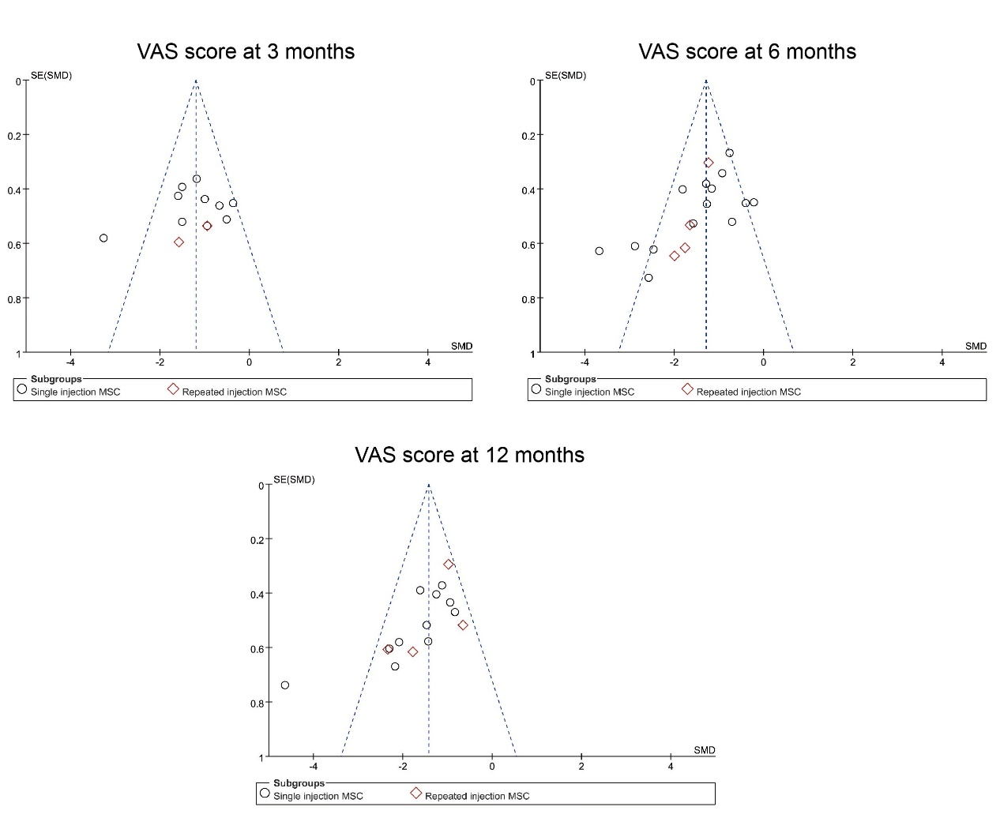 VAS score at 3 months
SE(SMD)
0
0.2
0.4
0.6
0.8
1
SMD
-4 -2 0 2 4
Subgroups
Single injection MSC Repeated injection MSC
VAS score at 6 months
SE(SMD)
0
0.2
0.4
0.6
0.8
1
SMD
-4 -2 0 2 4
Subgroups
Single injection MSC Repeated injection MSC
VAS score at 12 months
SE(SMD)
0
0.2
0.4
0.6
0.8
1
SMD
-4 -2 0 2 4
Subgroups
Single injection MSC Repeated injection MSC